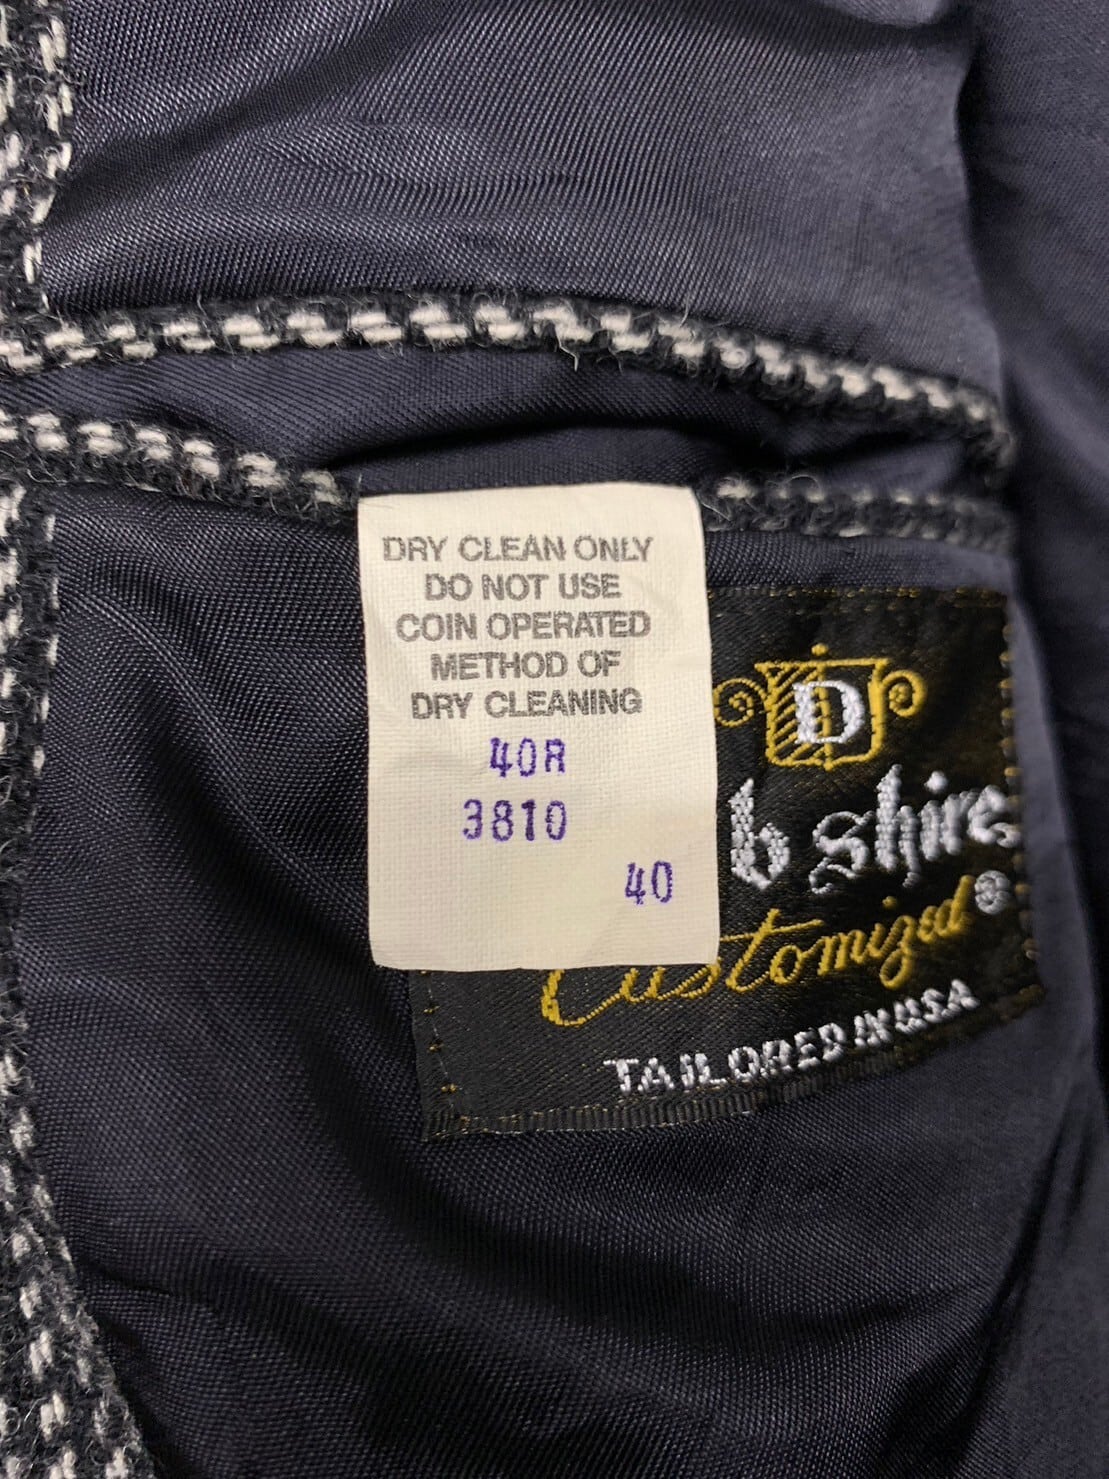 DRY CLEAN ONLY
DO NOT USE
COIN OPERATED
METHOD OF
DRY CLEANING
40R
3810
40
D
b shire
Customized®
TAILORED IN USA